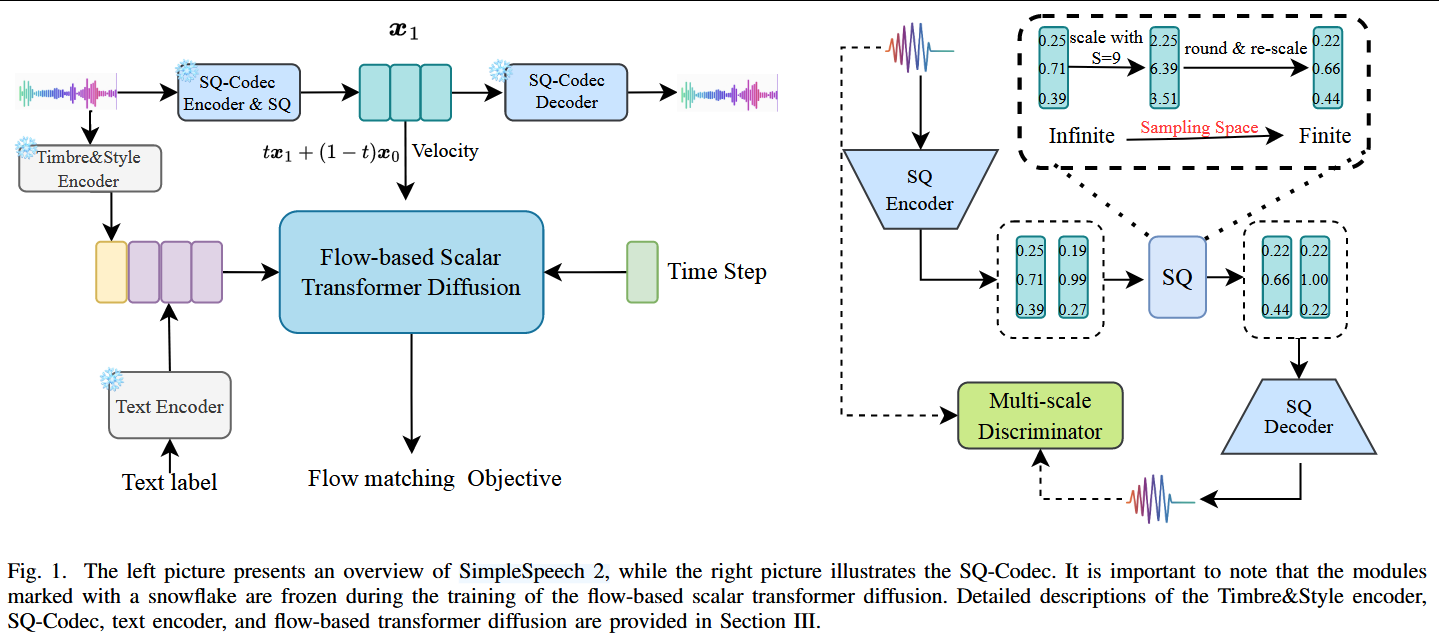 x₁
SQ-Codec
Encoder & SQ
SQ-Codec
Decoder
Timbre&Style
Encoder
tx₁ + (1 − t)x₀ Velocity
Flow-based Scalar
Transformer Diffusion
Time Step
Text Encoder
Text label
Flow matching Objective
0.25
0.71
0.39
scale with
S=9
2.25
6.39
3.51
round & re-scale
0.22
0.66
0.44
Infinite
Sampling Space
Finite
SQ
Encoder
0.25 0.19
0.71 0.99
0.39 0.27
SQ
0.22 0.22
0.66 1.00
0.44 0.22
Multi-scale
Discriminator
SQ
Decoder
Fig. 1. The left picture presents an overview of SimpleSpeech 2, while the right picture illustrates the SQ-Codec. It is important to note that the modules
marked with a snowflake are frozen during the training of the flow-based scalar transformer diffusion. Detailed descriptions of the Timbre&Style encoder,
SQ-Codec, text encoder, and flow-based transformer diffusion are provided in Section III.